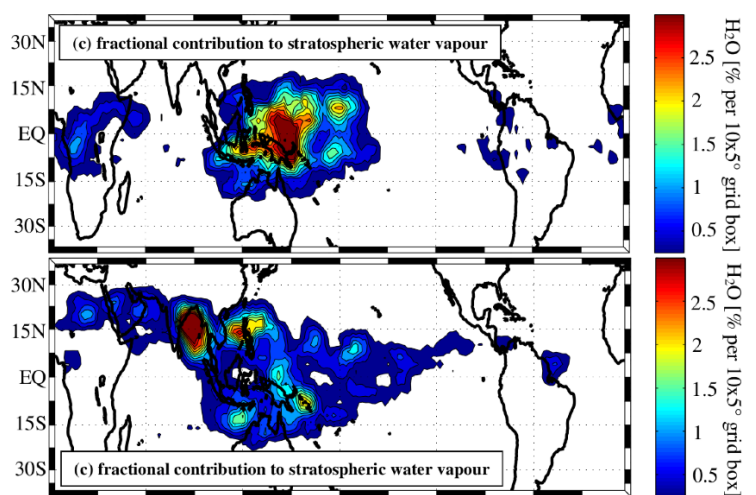 30N
15N
EQ
15S
30S
(c) fractional contribution to stratospheric water vapour
2.5
2
1.5
1
0.5
H₂O [% per 10x5° grid box]
30N
15N
EQ
15S
30S
(c) fractional contribution to stratospheric water vapour
2.5
2
1.5
1
0.5
H₂O [% per 10x5° grid box]